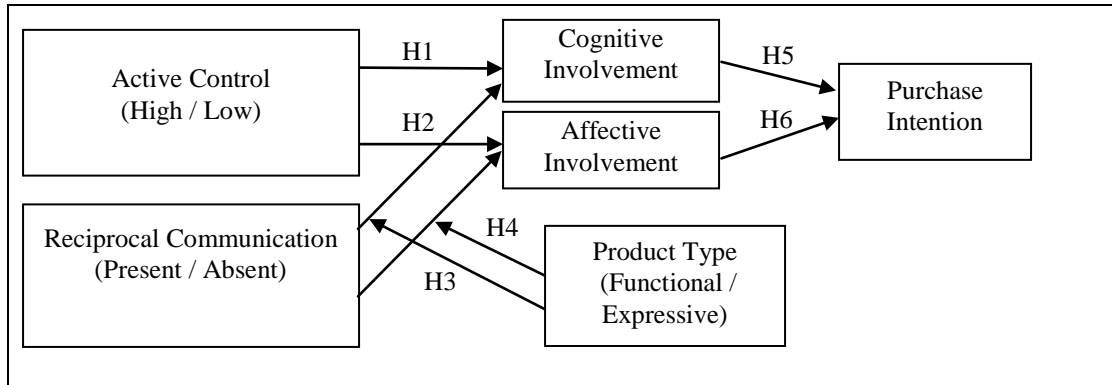 Active Control
(High / Low)
H1
H2
Cognitive
Involvement
Affective
Involvement
H5
H6
Purchase
Intention
Reciprocal Communication
(Present / Absent)
H3
H4
Product Type
(Functional /
Expressive)